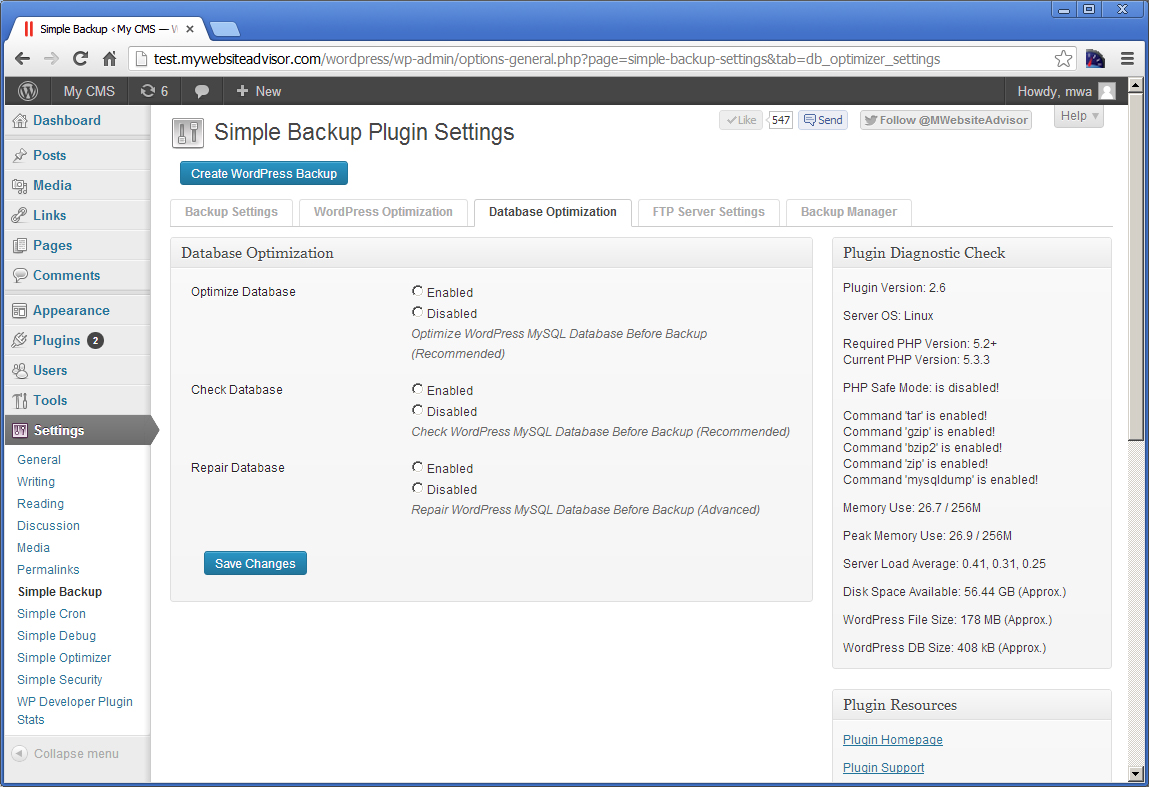 Simple Backup ‹ My CMS — W
test.mywebsiteadvisor.com/wordpress/wp-admin/options-general.php?page=simple-backup-settings&tab=db_optimizer_settings
My CMS 6 + New Howdy, mwa
Dashboard
Posts
Media
Links
Pages
Comments
Appearance
Plugins 2
Users
Tools
Settings
General
Writing
Reading
Discussion
Media
Permalinks
Simple Backup
Simple Cron
Simple Debug
Simple Optimizer
Simple Security
WP Developer Plugin
Stats
Collapse menu
Simple Backup Plugin Settings
Like 547 Send Follow @MWebsiteAdvisor Help
Create WordPress Backup
Backup Settings WordPress Optimization Database Optimization FTP Server Settings Backup Manager
Database Optimization
Optimize Database
Enabled
Disabled
Optimize WordPress MySQL Database Before Backup
(Recommended)
Check Database
Enabled
Disabled
Check WordPress MySQL Database Before Backup (Recommended)
Repair Database
Enabled
Disabled
Repair WordPress MySQL Database Before Backup (Advanced)
Save Changes
Plugin Diagnostic Check
Plugin Version: 2.6
Server OS: Linux
Required PHP Version: 5.2+
Current PHP Version: 5.3.3
PHP Safe Mode: is disabled!
Command 'tar' is enabled!
Command 'gzip' is enabled!
Command 'bzip2' is enabled!
Command 'zip' is enabled!
Command 'mysqldump' is enabled!
Memory Use: 26.7 / 256M
Peak Memory Use: 26.9 / 256M
Server Load Average: 0.41, 0.31, 0.25
Disk Space Available: 56.44 GB (Approx.)
WordPress File Size: 178 MB (Approx.)
WordPress DB Size: 408 kB (Approx.)
Plugin Resources
Plugin Homepage
Plugin Support